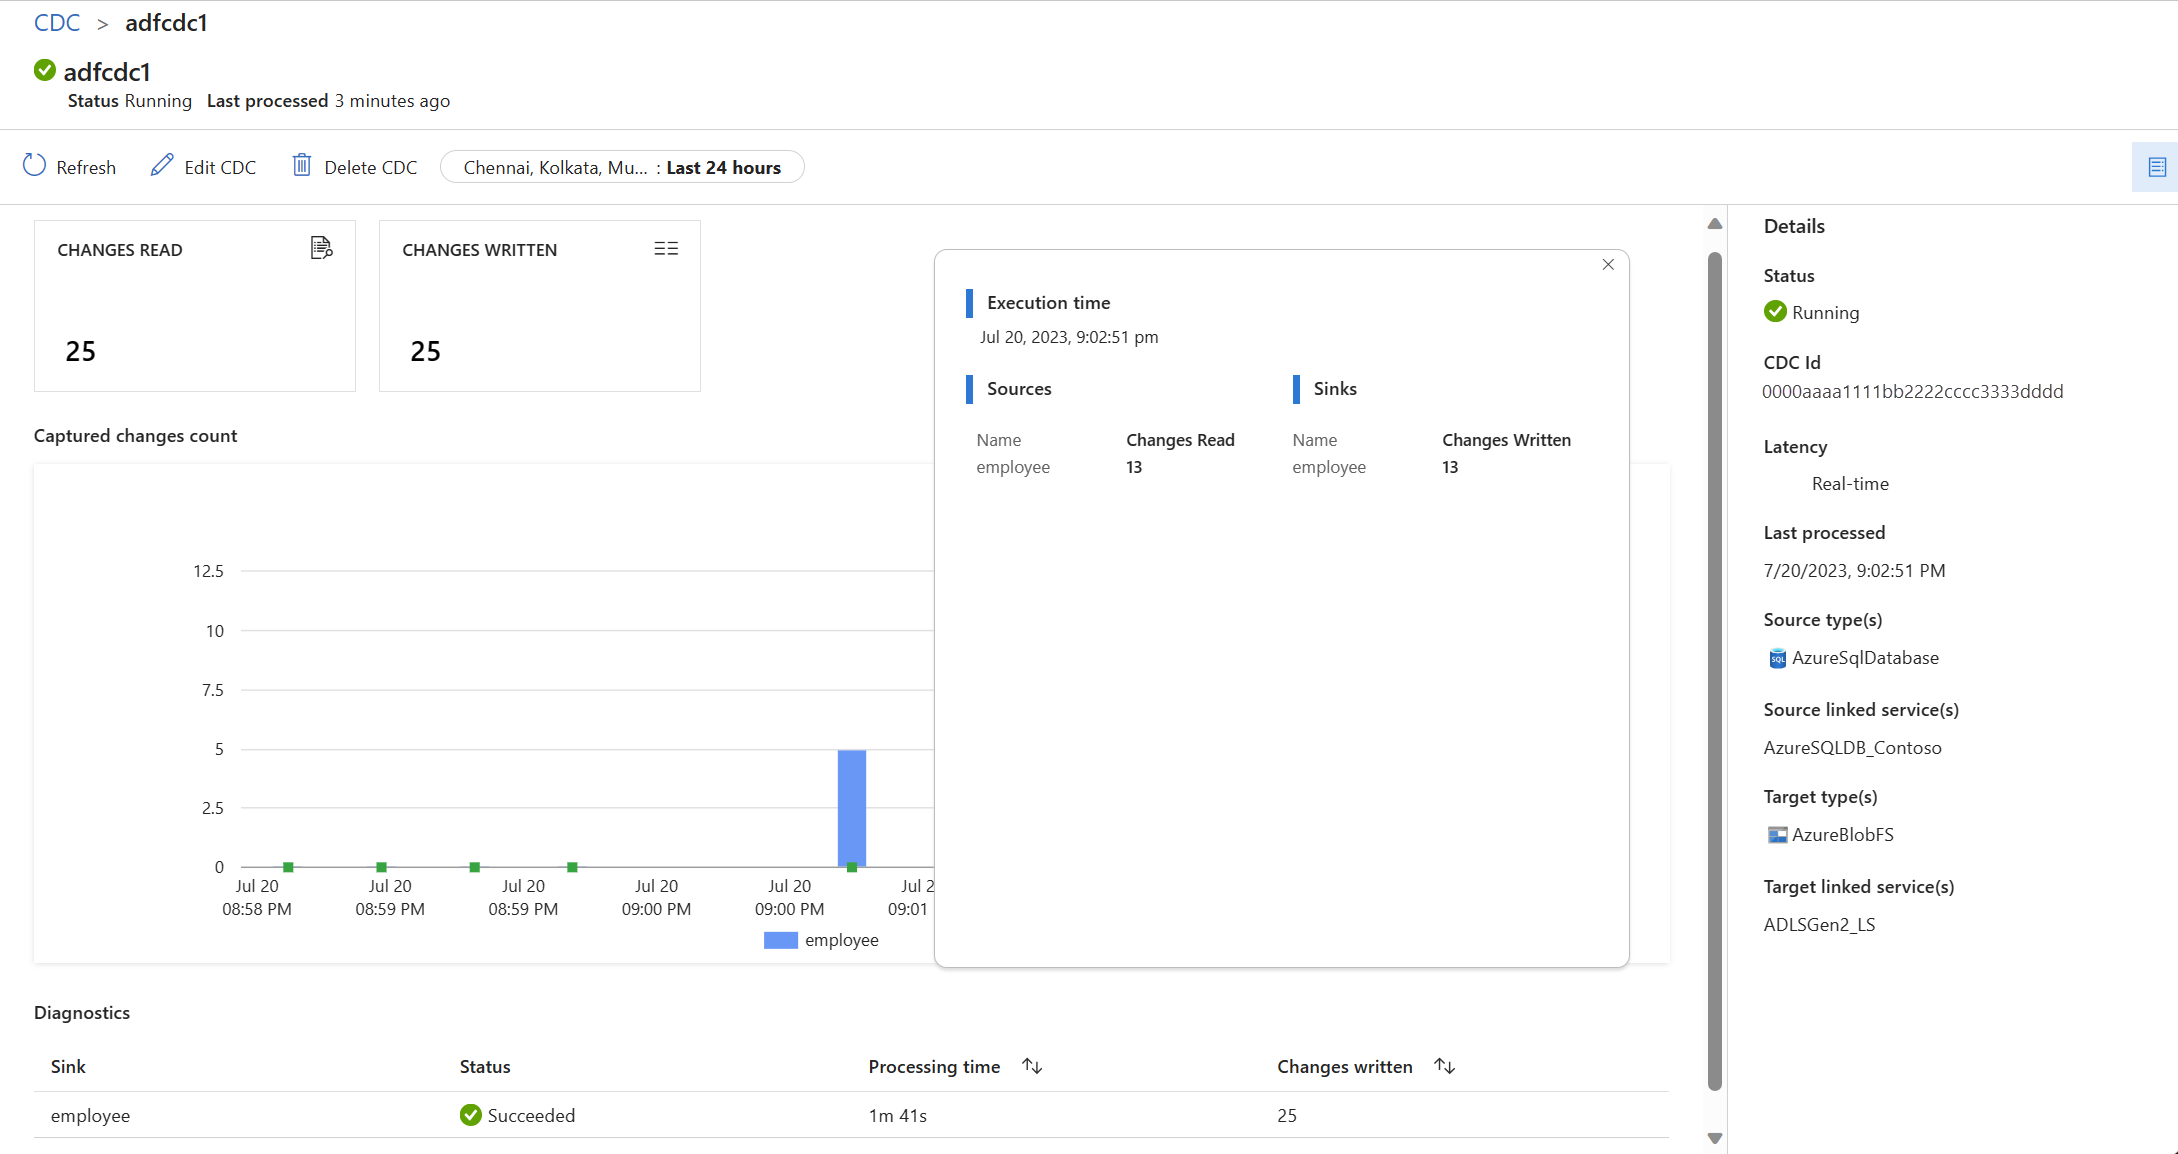 CDC > adfcdc1
adfcdc1
Status Running Last processed 3 minutes ago
Refresh Edit CDC Delete CDC Chennai, Kolkata, Mu... : Last 24 hours
CHANGES READ
25
CHANGES WRITTEN
25
Captured changes count
12.5
10
7.5
5
2.5
0
Jul 20 Jul 20 Jul 20 Jul 20 Jul 20 Jul 2
08:58 PM 08:59 PM 08:59 PM 09:00 PM 09:00 PM 09:01
employee
Execution time
Jul 20, 2023, 9:02:51 pm
Sources Sinks
Name Changes Read Name Changes Written
employee 13 employee 13
Diagnostics
Sink Status Processing time Changes written
employee Succeeded 1m 41s 25
Details
Status
Running
CDC Id
0000aaaa1111bb2222cccc3333dddd
Latency
Real-time
Last processed
7/20/2023, 9:02:51 PM
Source type(s)
SQL AzureSqlDatabase
Source linked service(s)
AzureSQLDB_Contoso
Target type(s)
AzureBlobFS
Target linked service(s)
ADLSGen2_LS